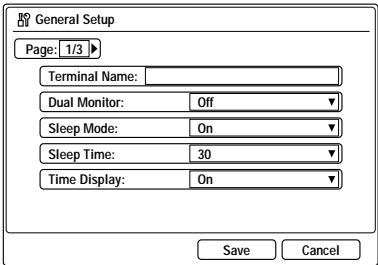 General Setup
Page: 1/3
Terminal Name:
Dual Monitor: Off
Sleep Mode: On
Sleep Time: 30
Time Display: On
Save Cancel